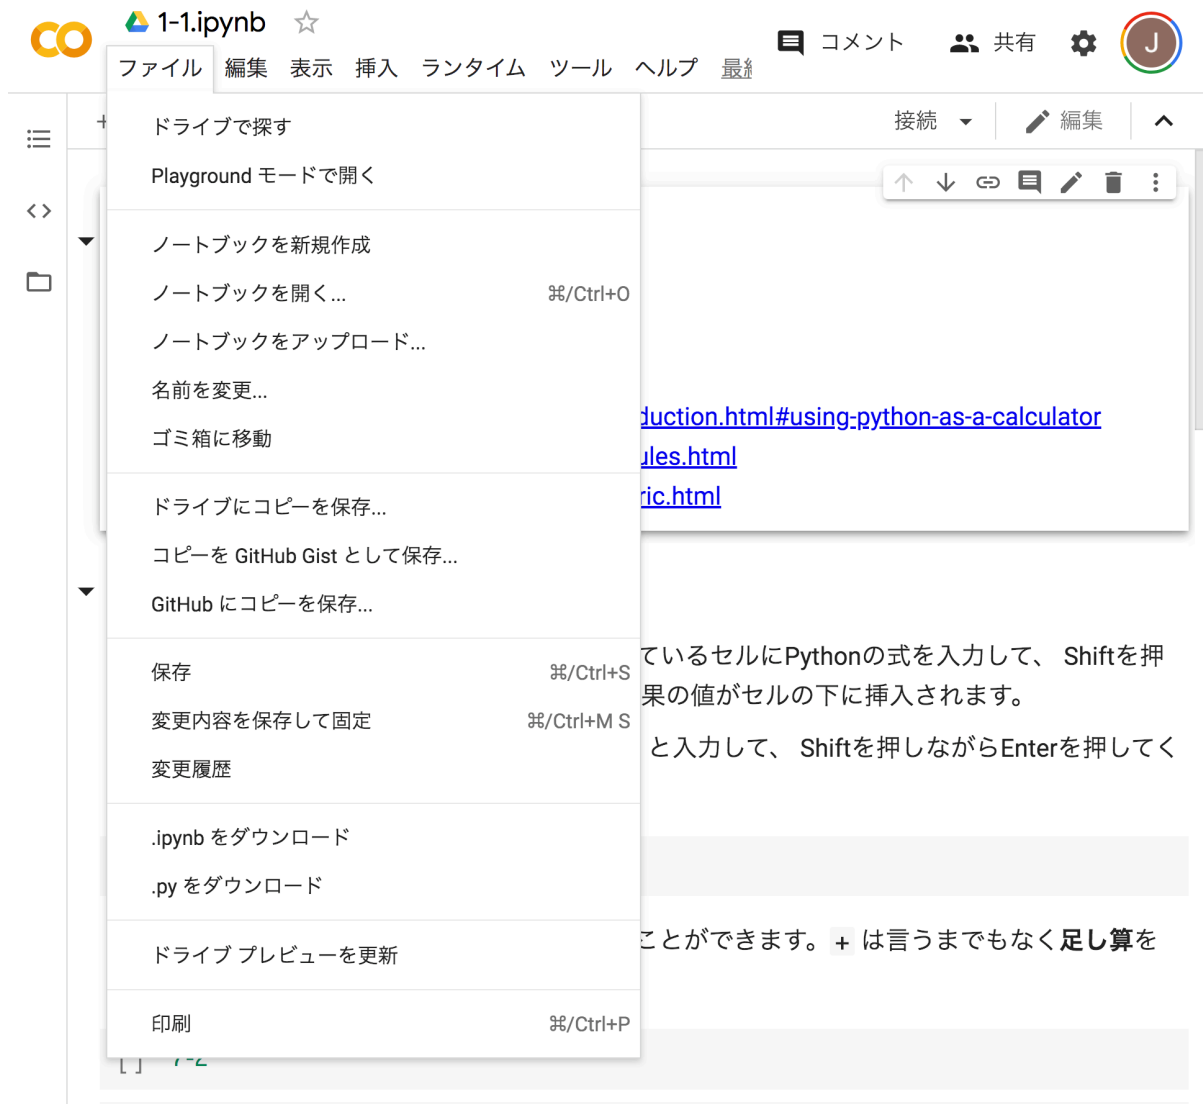 1-1.ipynb
コメント
共有
J
ファイル 編集 表示 挿入 ランタイム ツール ヘルプ 最終
接続
編集
ドライブで探す
Playground モードで開く
ノートブックを新規作成
ノートブックを開く... ⌘/Ctrl+O
ノートブックをアップロード...
名前を変更...
ゴミ箱に移動
ドライブにコピーを保存...
コピーを GitHub Gist として保存...
GitHub にコピーを保存...
保存 ⌘/Ctrl+S
変更内容を保存して固定 ⌘/Ctrl+M S
変更履歴
.ipynb をダウンロード
.py をダウンロード
ドライブ プレビューを更新
印刷 ⌘/Ctrl+P
duction.html#using-python-as-a-calculator
ules.html
ric.html
ているセルにPythonの式を入力して、 Shiftを押
果の値がセルの下に挿入されます。
と入力して、 Shiftを押しながらEnterを押してく
ことができます。 + は言うまでもなく足し算を
[ ] 7-2